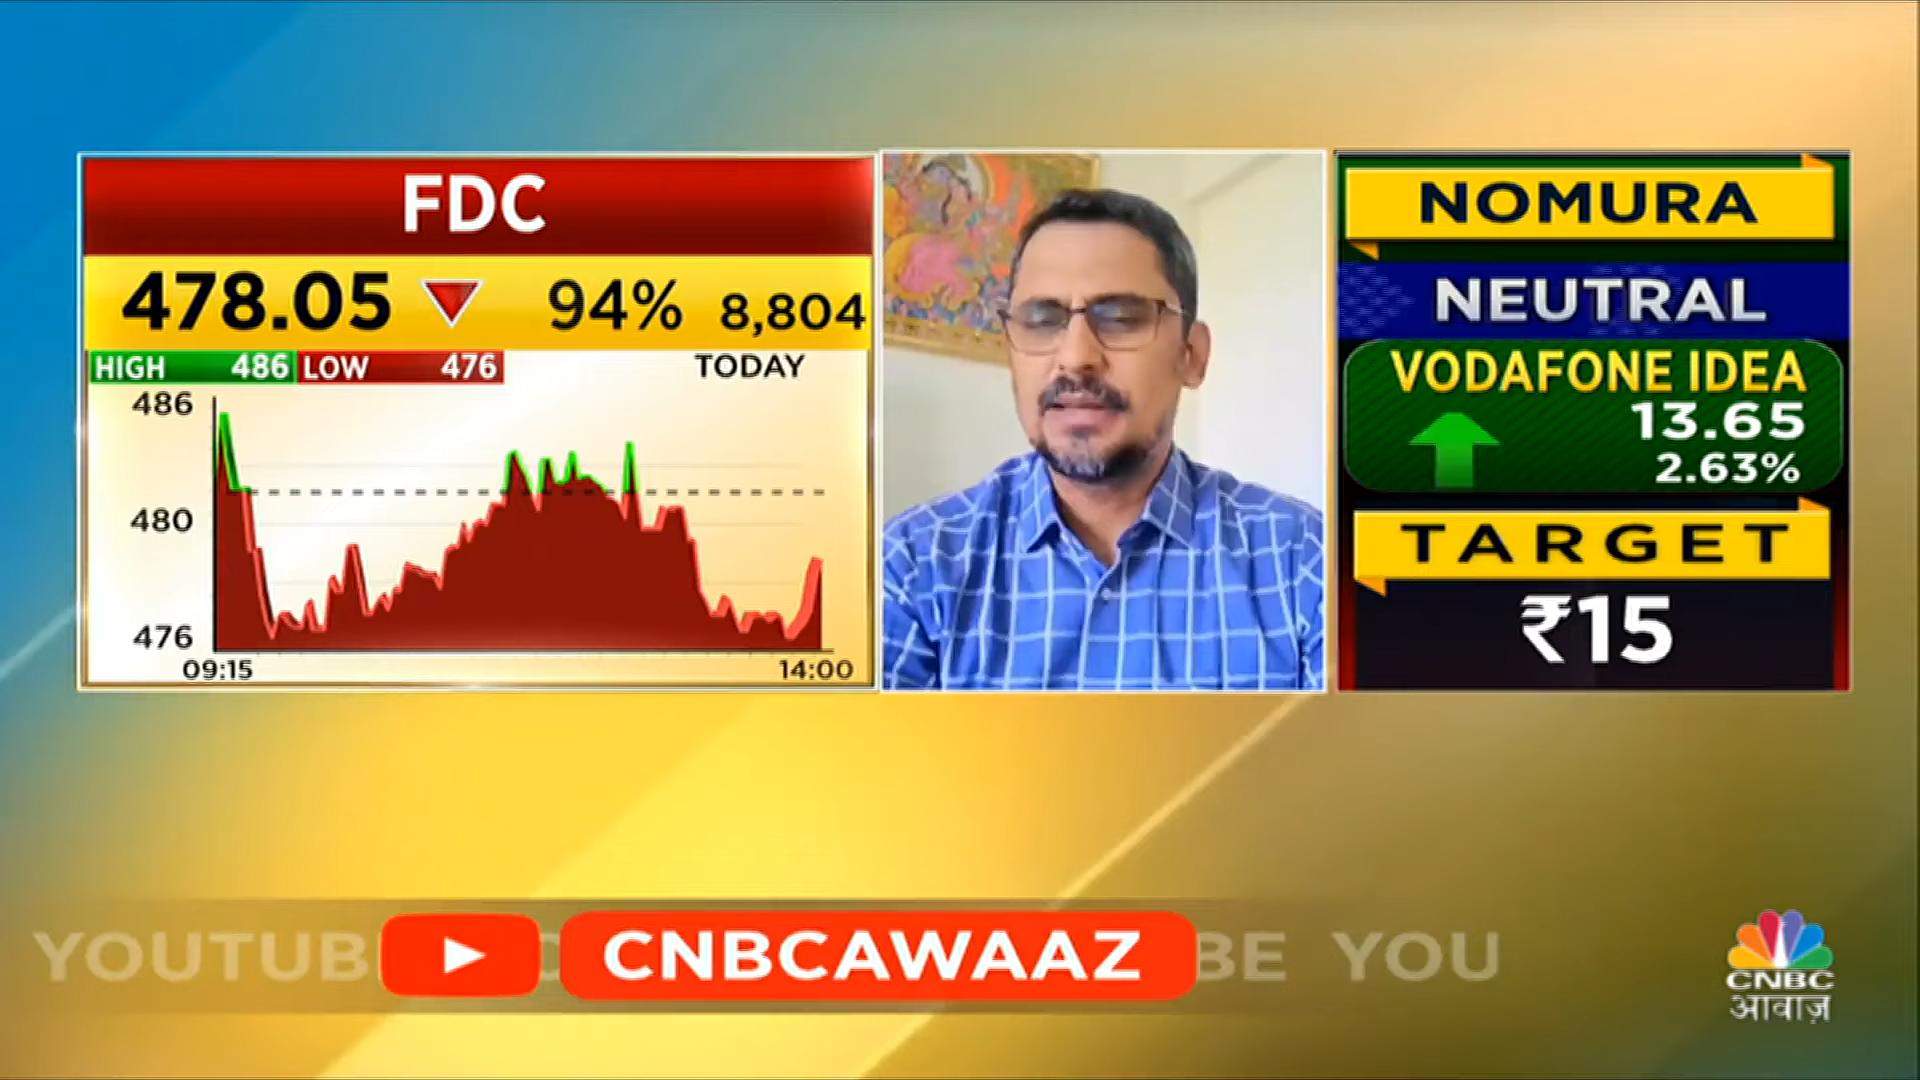 FDC
478.05 94% 8,804
HIGH 486 LOW 476 TODAY
486
480
476
09:15 14:00
NOMURA
NEUTRAL
VODAFONE IDEA
13.65
2.63%
TARGET
₹15
YOUTUB CNBCAWAAZ BE YOU
CNBC
आवाज़